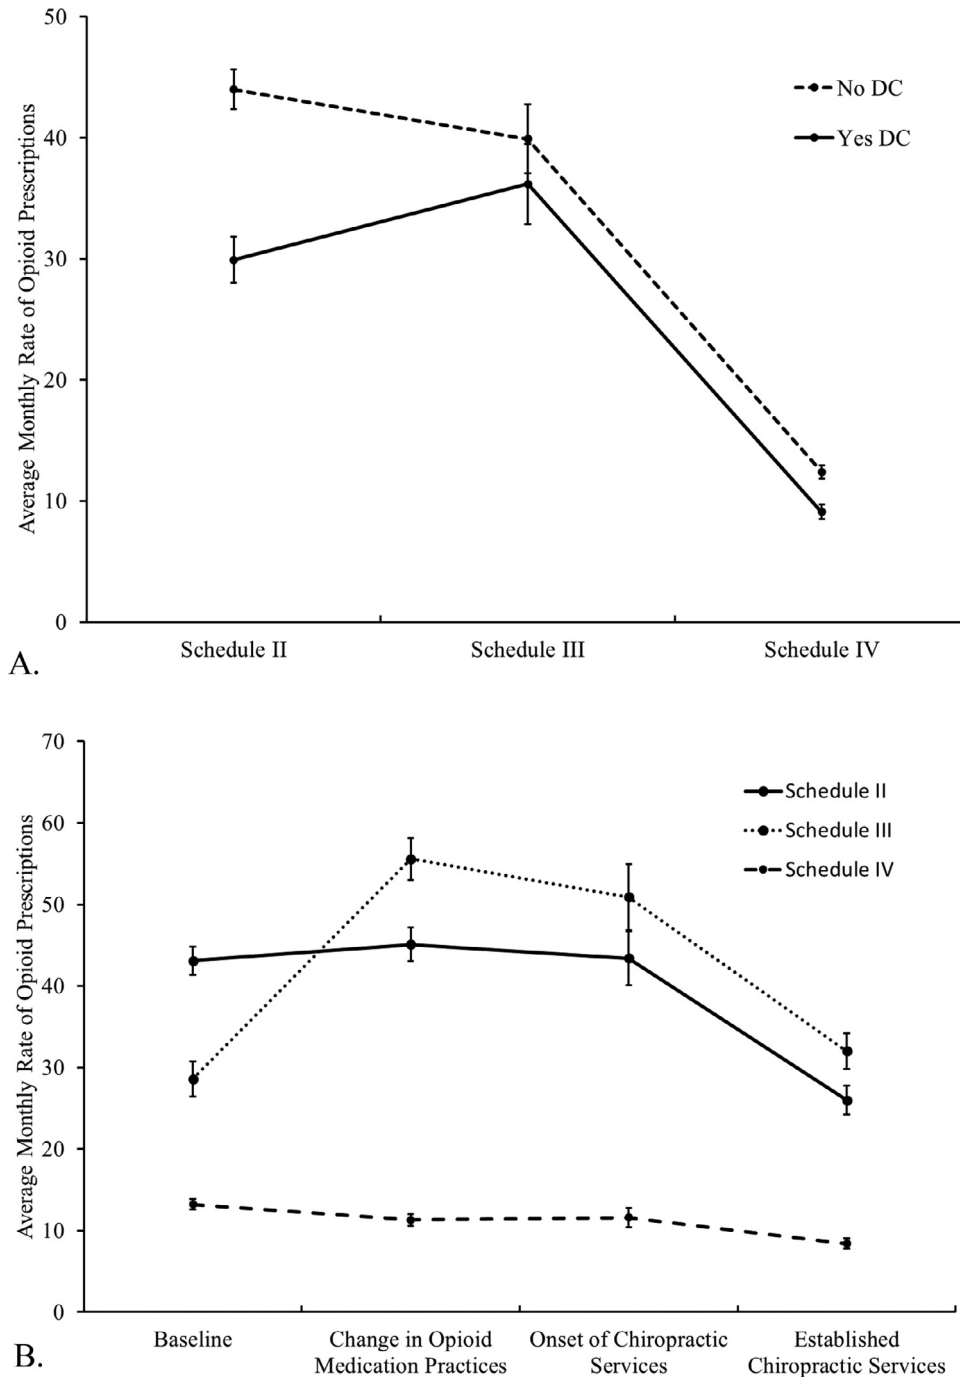 50
40
30
20
10
0
Average Monthly Rate of Opioid Prescriptions
No DC
Yes DC
Schedule II
Schedule III
Schedule IV
A.
70
60
50
40
30
20
10
0
Average Monthly Rate of Opioid Prescriptions
Schedule II
Schedule III
Schedule IV
Baseline
Change in Opioid
Medication Practices
Onset of Chiropractic
Services
Established
Chiropractic Services
B.